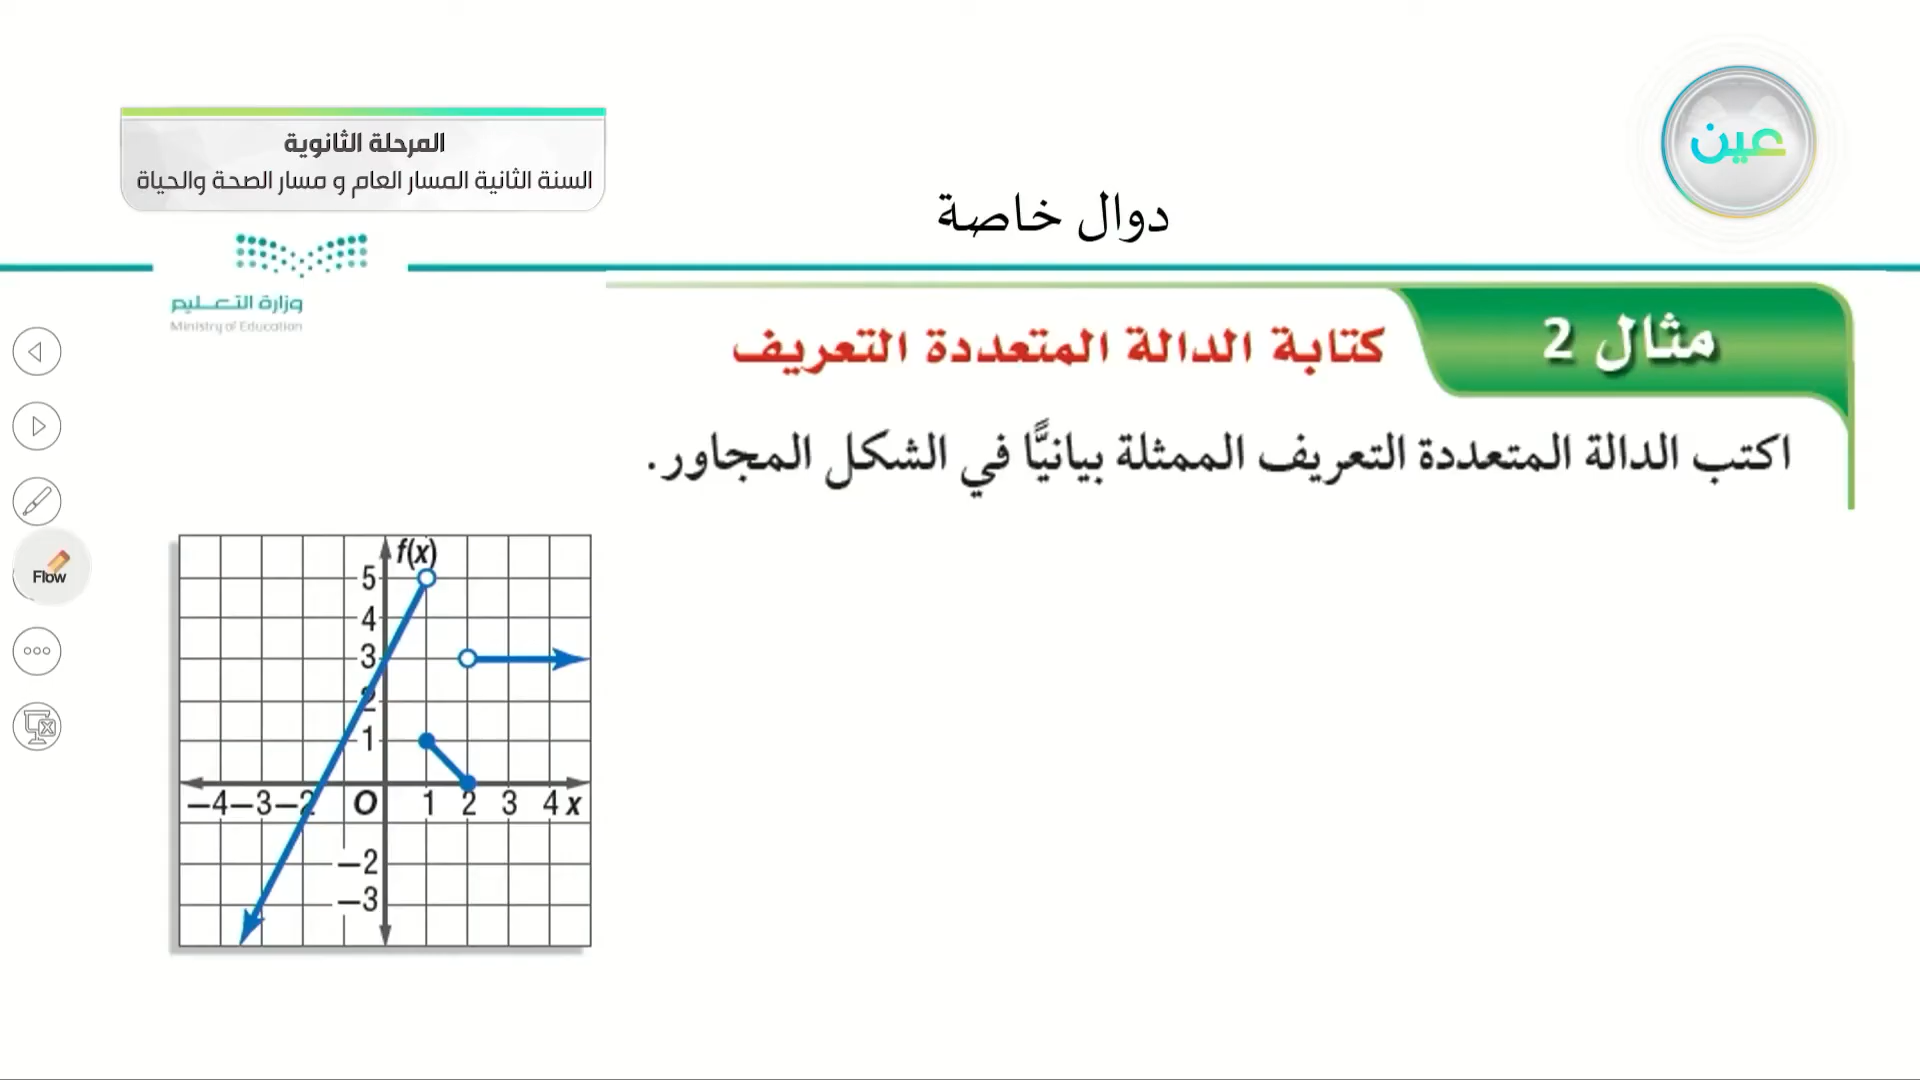 عين
المرحلة الثانوية
السنة الثانية المسار العام و مسار الصحة والحياة
دوال خاصة
وزارة التعليم
Ministry of Education
مثال 2
كتابة الدالة المتعددة التعريف
اكتب الدالة المتعددة التعريف الممثلة بيانيًّا في الشكل المجاور.
Flow
f(x)
5
4
3
2
1
−4 −3 −2 O 1 2 3 4 x
−2
−3